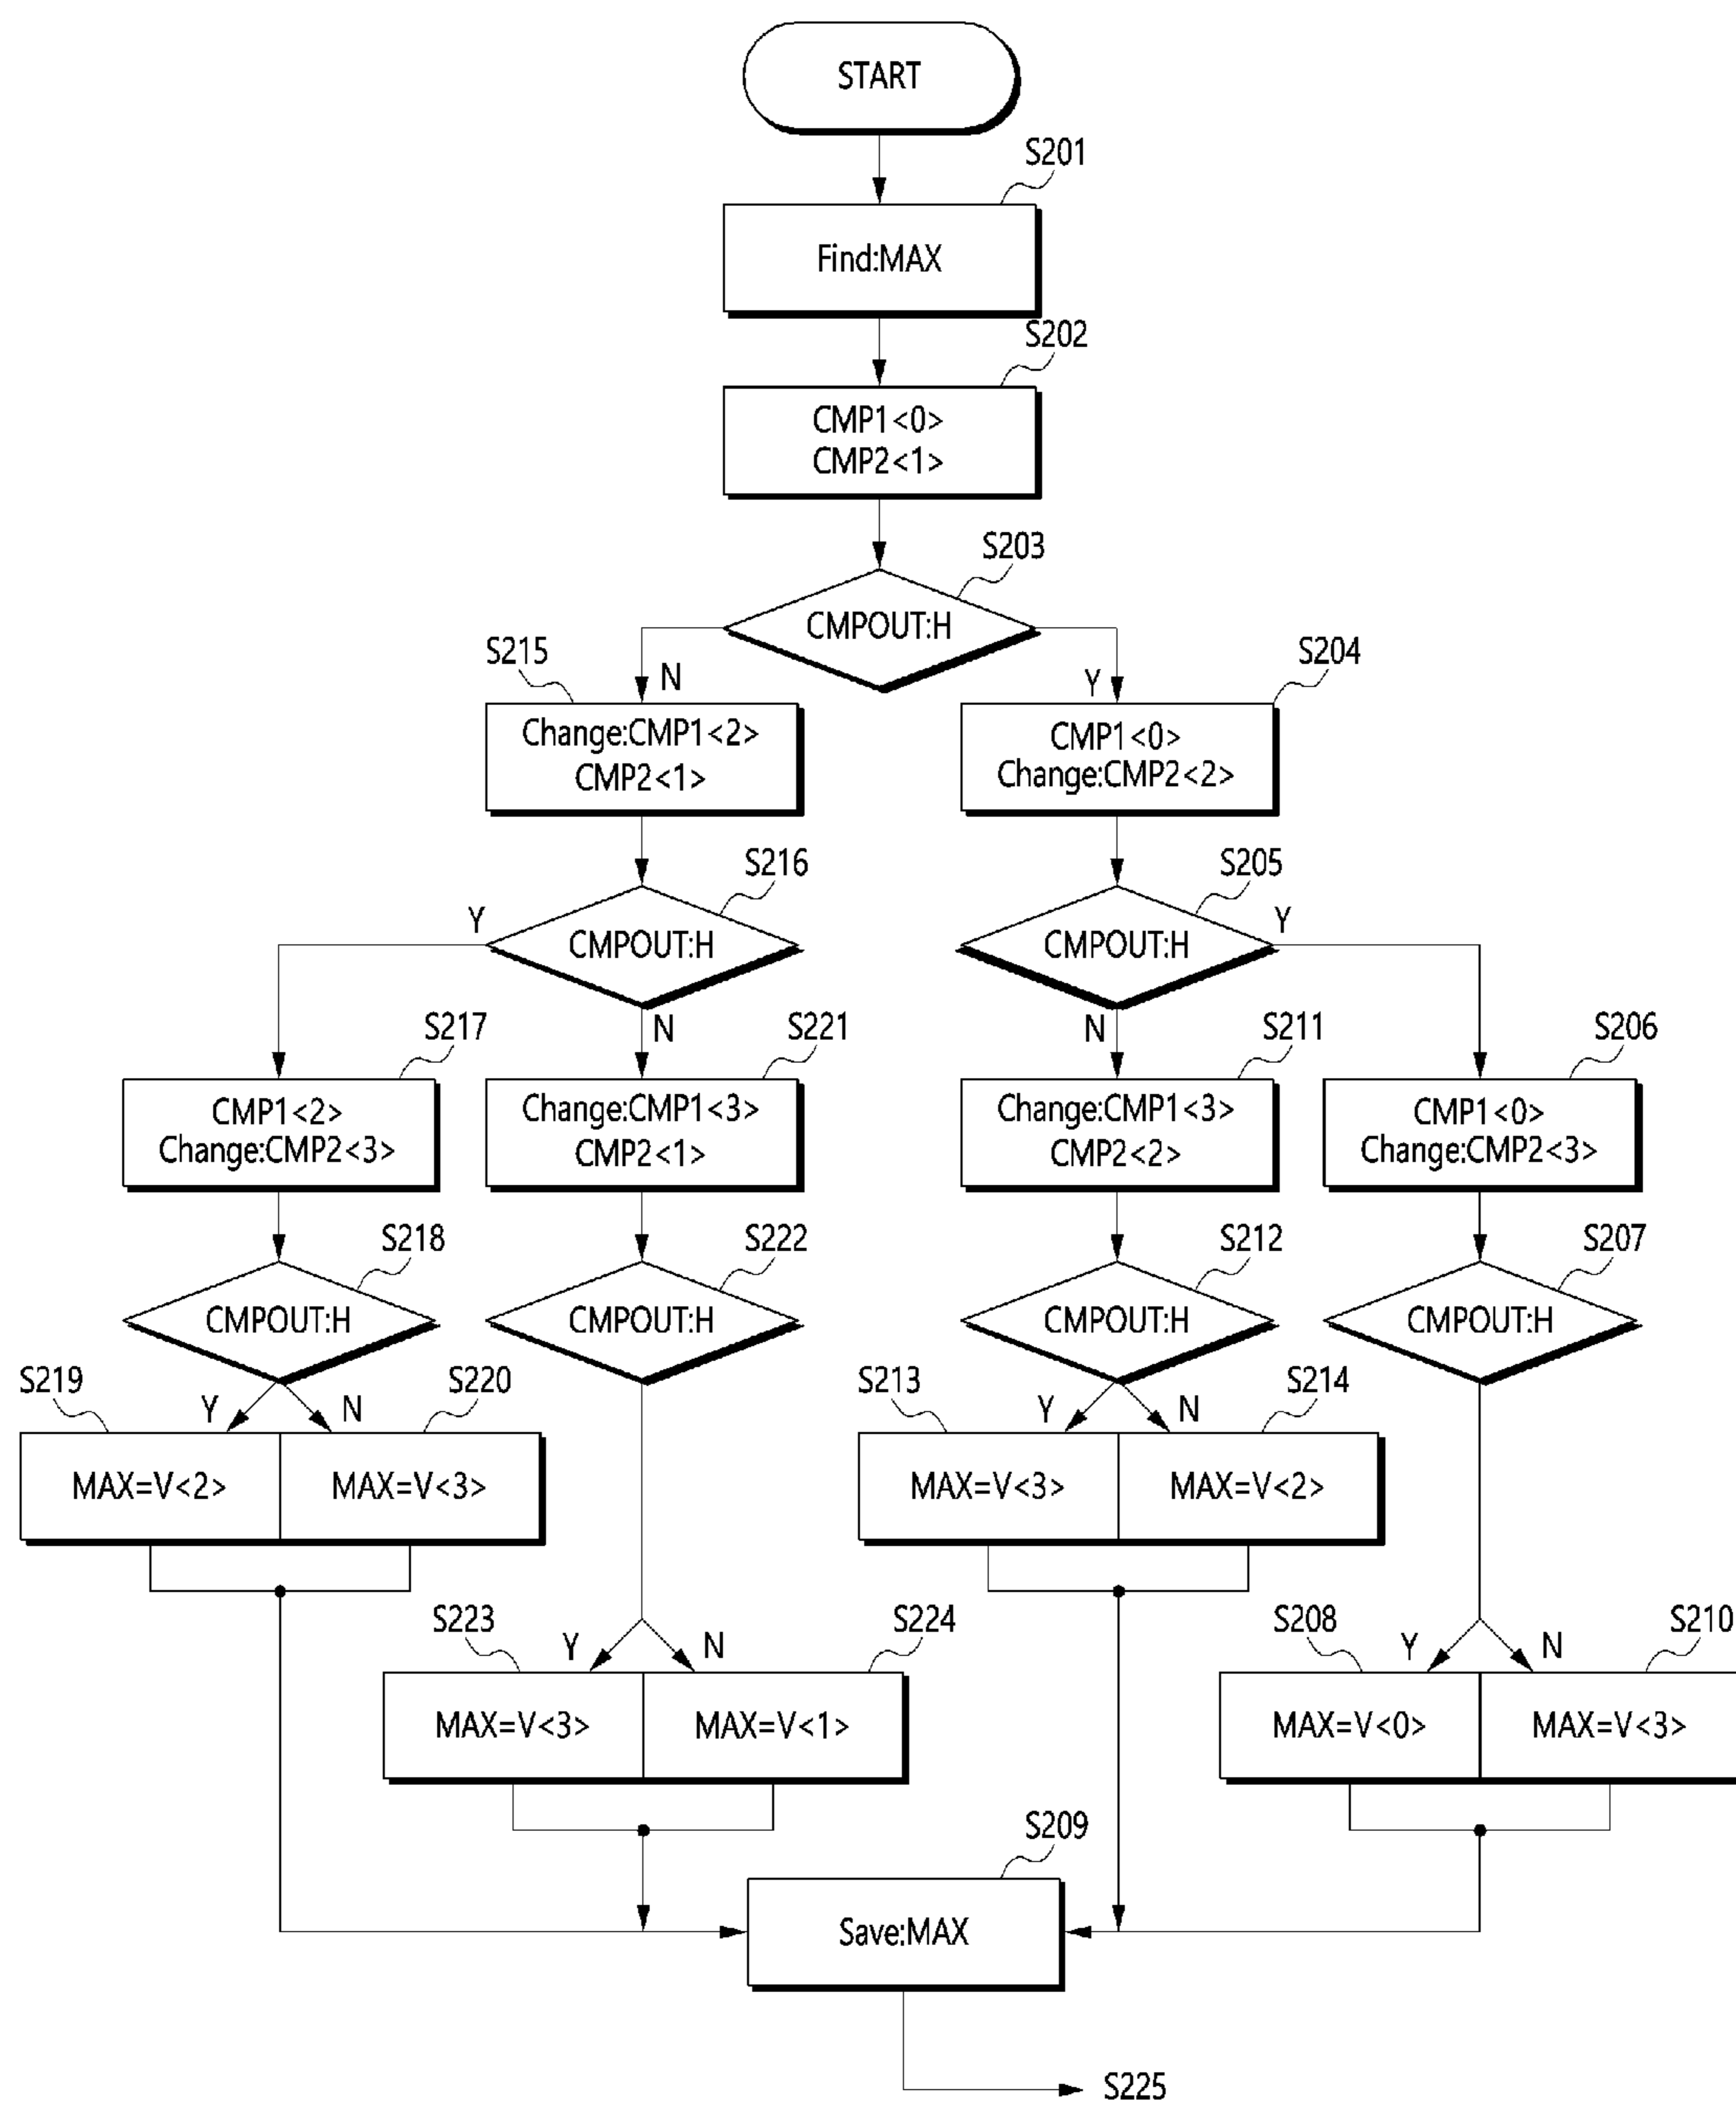 START
S201
Find:MAX
S202
CMP1<0>
CMP2<1>
S203
CMPOUT:H
S215
N
Y
S204
Change:CMP1<2>
CMP2<1>
CMP1<0>
Change:CMP2<2>
S216
S205
Y
CMPOUT:H
CMPOUT:H
Y
S217
N
S221
N
S211
S206
CMP1<2>
Change:CMP2<3>
Change:CMP1<3>
CMP2<1>
Change:CMP1<3>
CMP2<2>
CMP1<0>
Change:CMP2<3>
S218
S222
S212
S207
CMPOUT:H
CMPOUT:H
CMPOUT:H
CMPOUT:H
S219
Y
N
S220
S213
Y
N
S214
MAX=V<2>
MAX=V<3>
MAX=V<3>
MAX=V<2>
S223
Y
N
S224
S208
Y
N
S210
MAX=V<3>
MAX=V<1>
MAX=V<0>
MAX=V<3>
S209
Save:MAX
S225